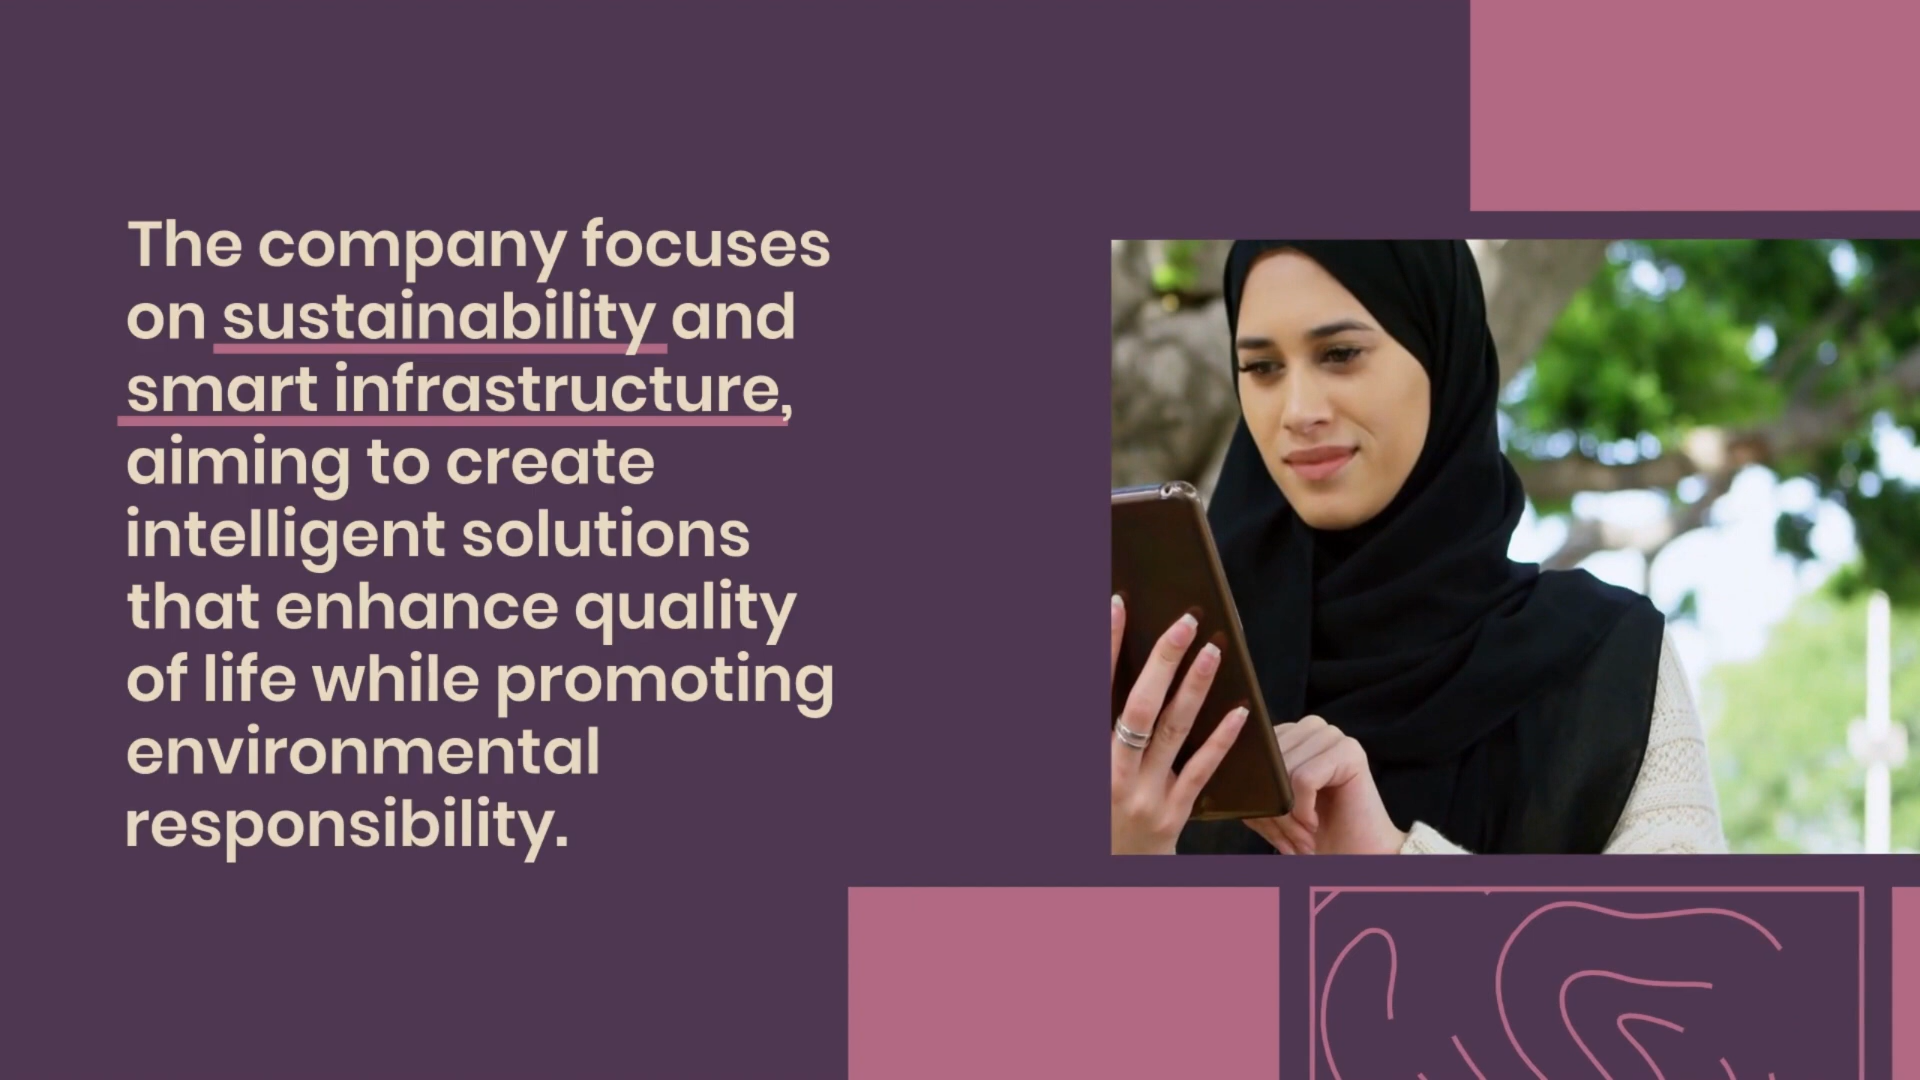 The company focuses
on sustainability and
smart infrastructure,
aiming to create
intelligent solutions
that enhance quality
of life while promoting
environmental
responsibility.